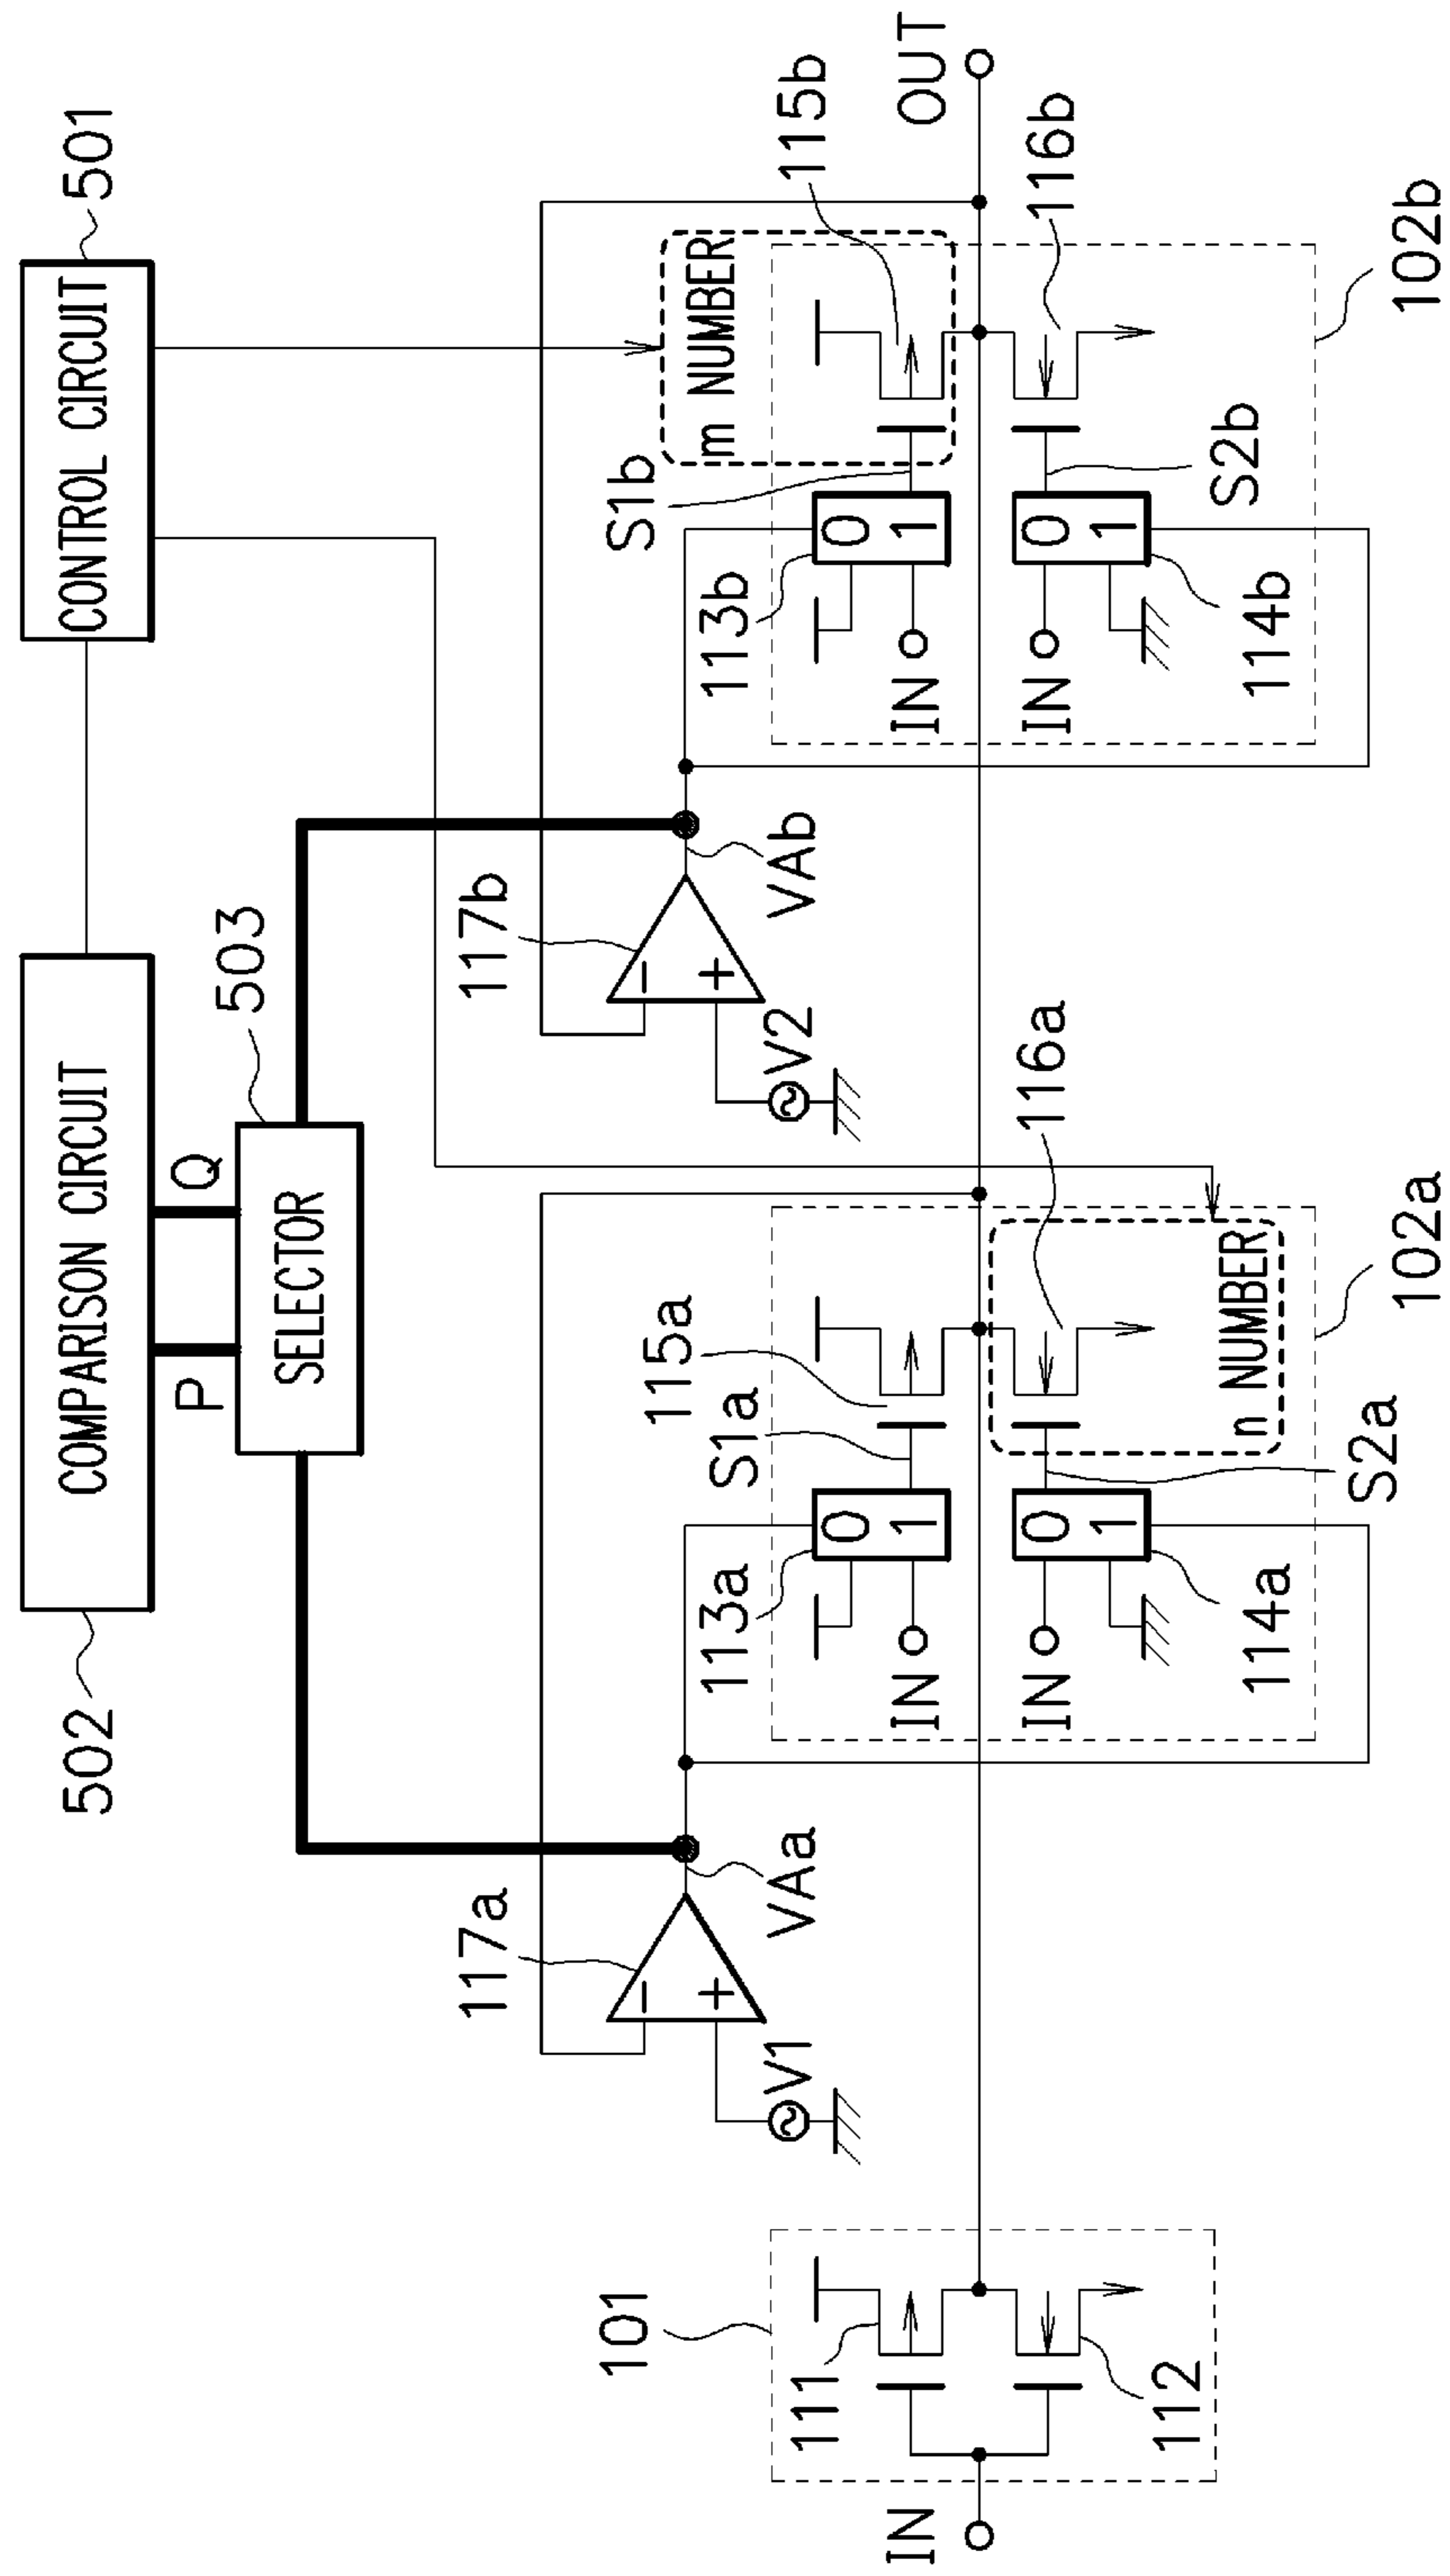 502
COMPARISON CIRCUIT
CONTROL CIRCUIT
501
P
Q
SELECTOR
503
117a
−
+
VAa
V1
117b
−
+
VAb
V2
m NUMBER
101
111
112
IN
113a
0 1
IN
S1a
115a
IN
0 1
114a
S2a
116a
n NUMBER
102a
113b
0 1
IN
S1b
115b
IN
0 1
114b
S2b
116b
102b
OUT